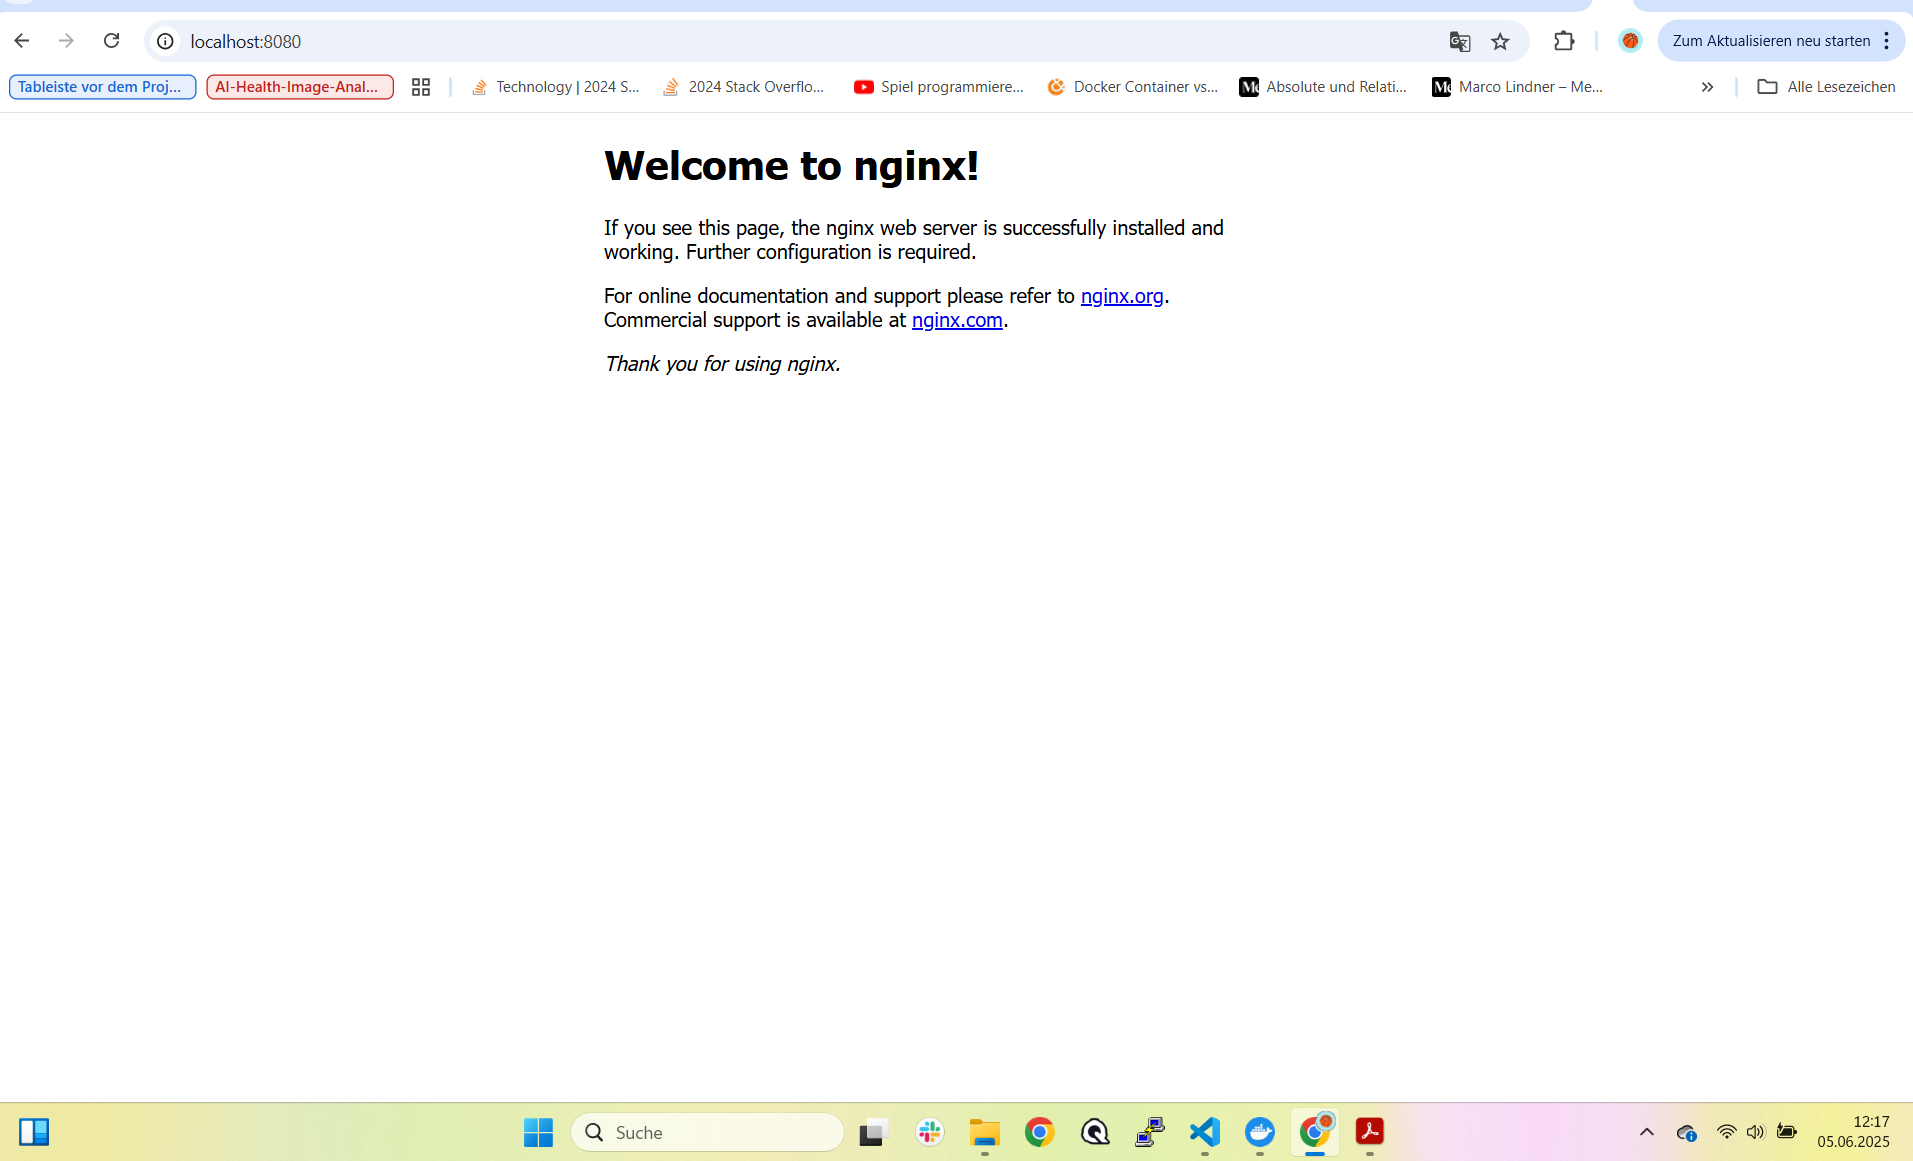 localhost:8080
Zum Aktualisieren neu starten
Tableiste vor dem Proj...
AI-Health-Image-Anal...
Technology | 2024 S...
2024 Stack Overflo...
Spiel programmiere...
Docker Container vs...
Absolute und Relati...
Marco Lindner – Me...
Alle Lesezeichen
Welcome to nginx!
If you see this page, the nginx web server is successfully installed and
working. Further configuration is required.
For online documentation and support please refer to nginx.org.
Commercial support is available at nginx.com.
Thank you for using nginx.
Suche
12:17
05.06.2025